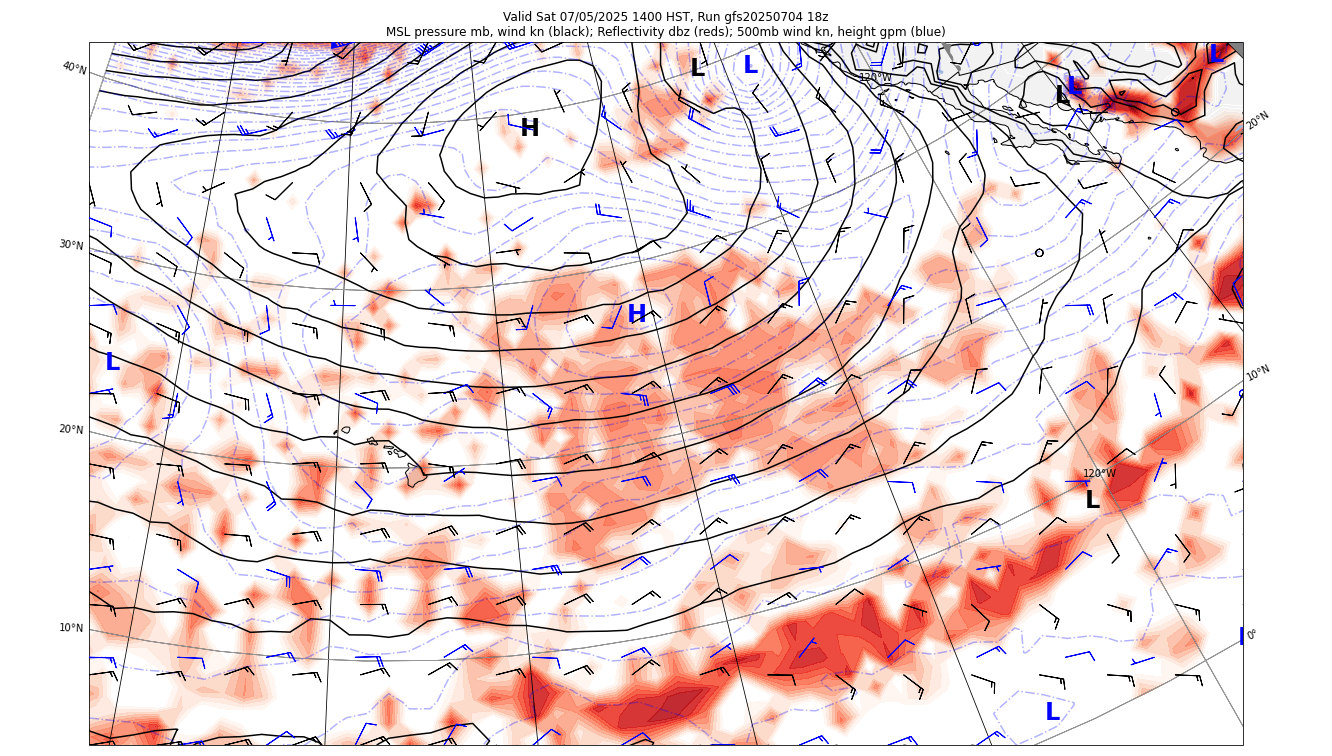 Valid Sat 07/05/2025 1400 HST, Run gfs20250704 18z
MSL pressure mb, wind kn (black); Reflectivity dbz (reds); 500mb wind kn, height gpm (blue)
L
L
L
40°N
120°W
L
L
20°N
H
30°N
H
L
10°N
20°N
120°W
L
10°N
0°
L